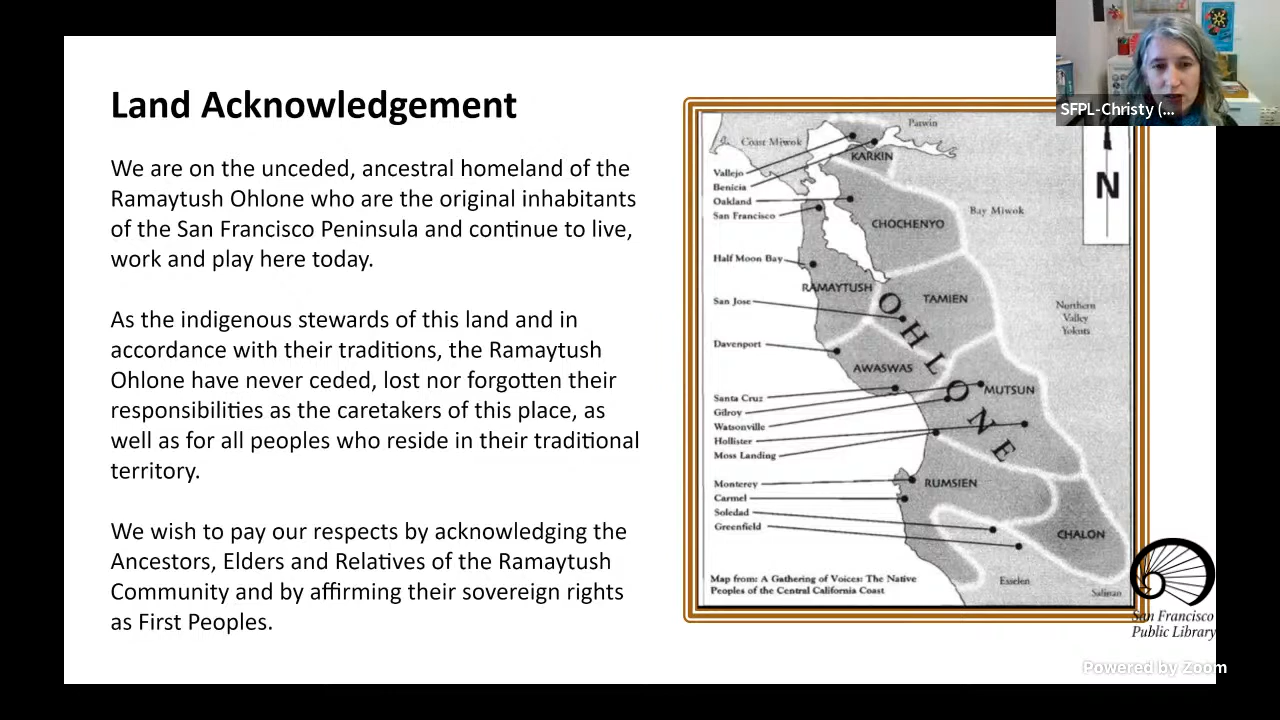 Land Acknowledgement
We are on the unceded, ancestral homeland of the
Ramaytush Ohlone who are the original inhabitants
of the San Francisco Peninsula and continue to live,
work and play here today.
As the indigenous stewards of this land and in
accordance with their traditions, the Ramaytush
Ohlone have never ceded, lost nor forgotten their
responsibilities as the caretakers of this place, as
well as for all peoples who reside in their traditional
territory.
We wish to pay our respects by acknowledging the
Ancestors, Elders and Relatives of the Ramaytush
Community and by affirming their sovereign rights
as First Peoples.
SFPL-Christy (...
N
Patwin
Coast Miwok
KARKIN
Vallejo
Benicia
Oakland
San Francisco
CHOCHENYO
Bay Miwok
Half Moon Bay
RAMAYTUSH
TAMIEN
San Jose
OHLONE
Northern
Valley
Yokuts
Davenport
AWASWAS
MUTSUN
Santa Cruz
Gilroy
Watsonville
Hollister
Moss Landing
Monterey
RUMSIEN
Carmel
Soledad
Greenfield
CHALON
Esselen
Salinan
Map from: A Gathering of Voices: The Native
Peoples of the Central California Coast
San Francisco
Public Library
Powered by Zoom